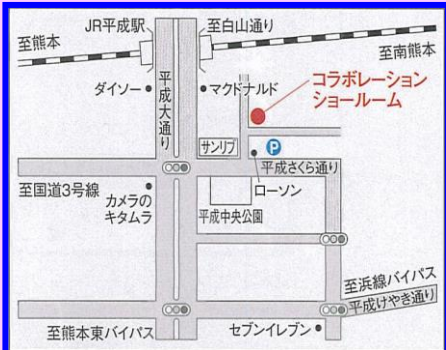 JR平成駅
至白山通り
至熊本
至南熊本
ダイソー
平成大通り
マクドナルド
コラボレーション
ショールーム
サンリブ
P
平成さくら通り
至国道3号線
カメラの
キタムラ
ローソン
平成中央公園
至浜線バイパス
平成けやき通り
至熊本東バイパス
セブンイレブン